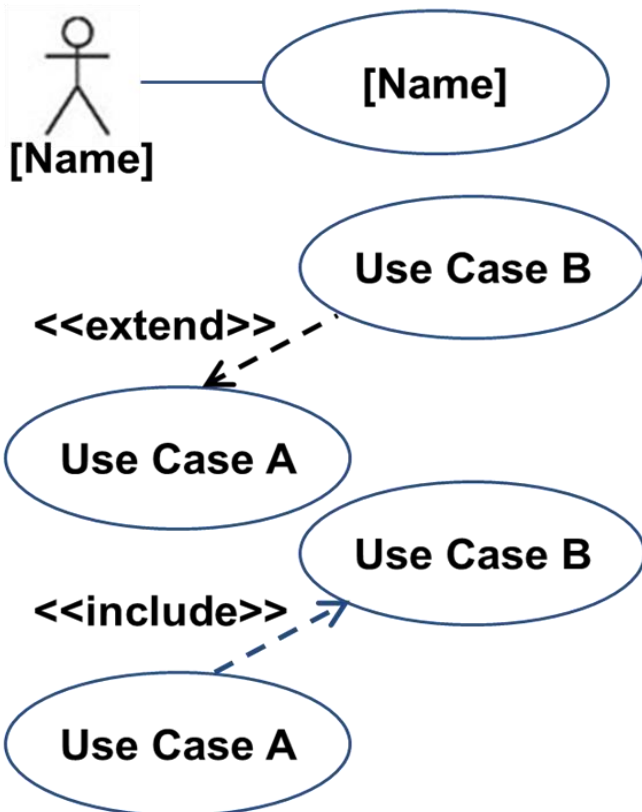 [Name]
[Name]
Use Case B
<<extend>>
Use Case A
Use Case B
<<include>>
Use Case A